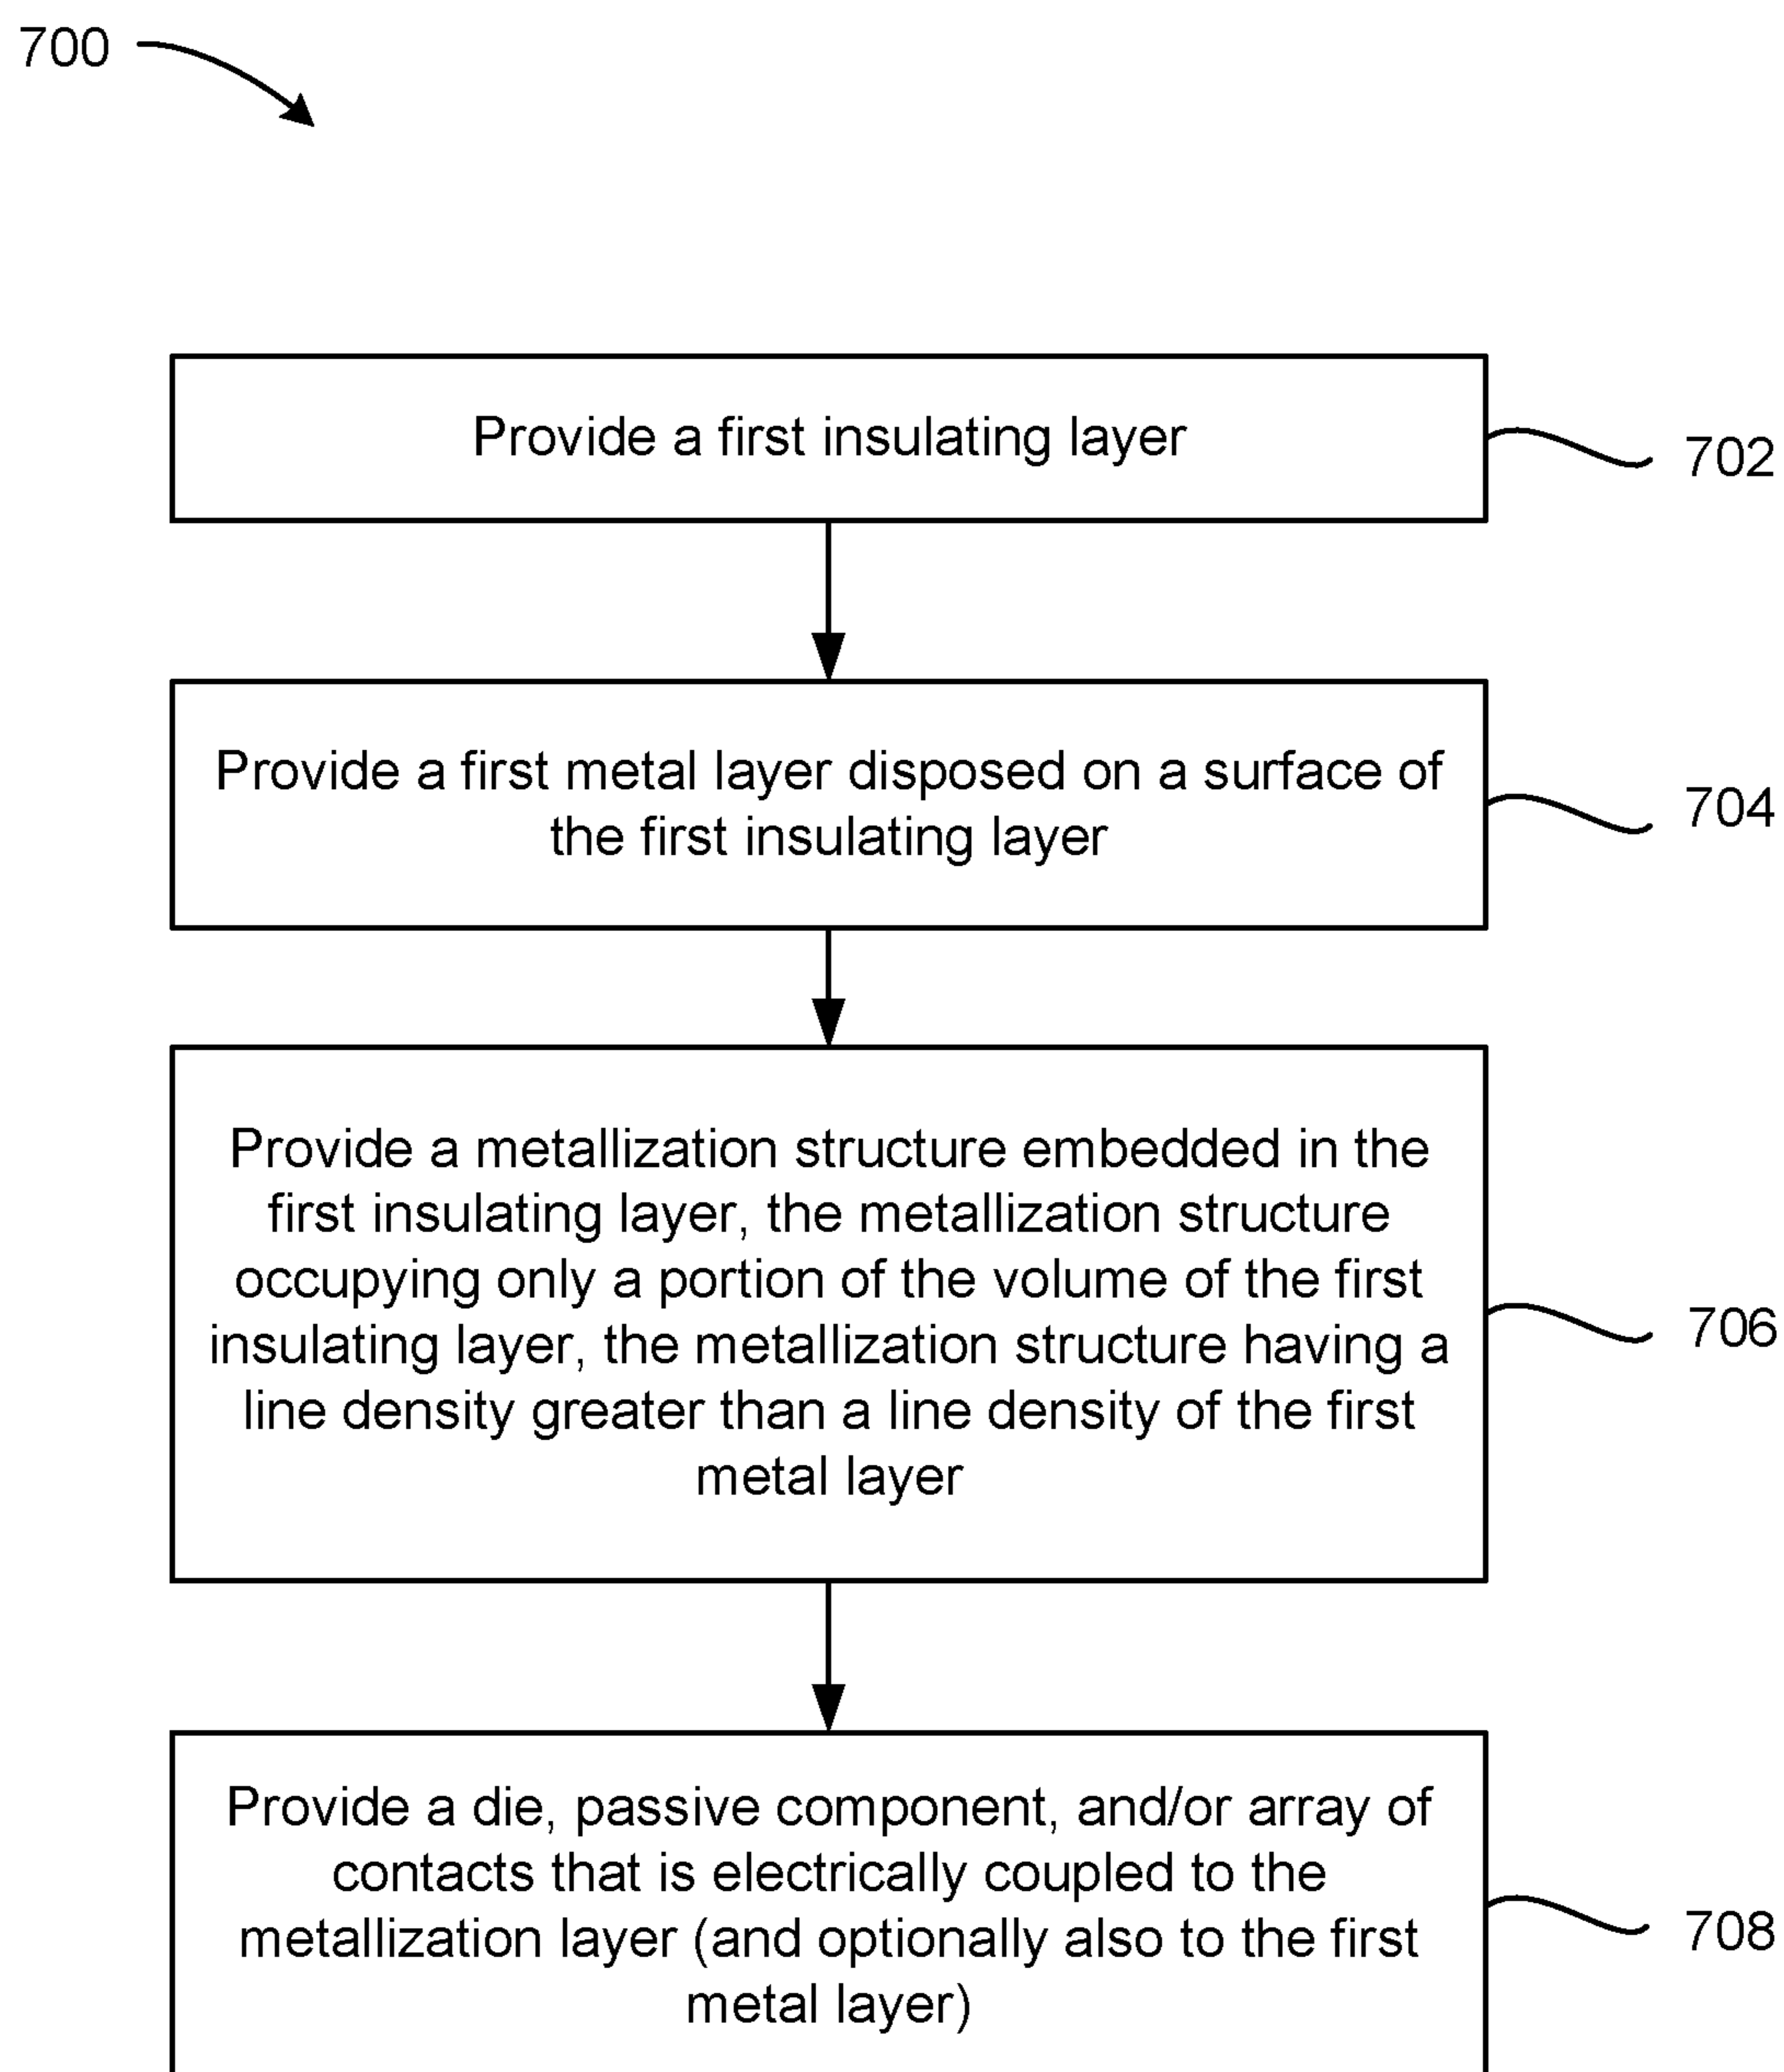 700
Provide a first insulating layer
702
Provide a first metal layer disposed on a surface of
the first insulating layer
704
Provide a metallization structure embedded in the
first insulating layer, the metallization structure
occupying only a portion of the volume of the first
insulating layer, the metallization structure having a
line density greater than a line density of the first
metal layer
706
Provide a die, passive component, and/or array of
contacts that is electrically coupled to the
metallization layer (and optionally also to the first
metal layer)
708